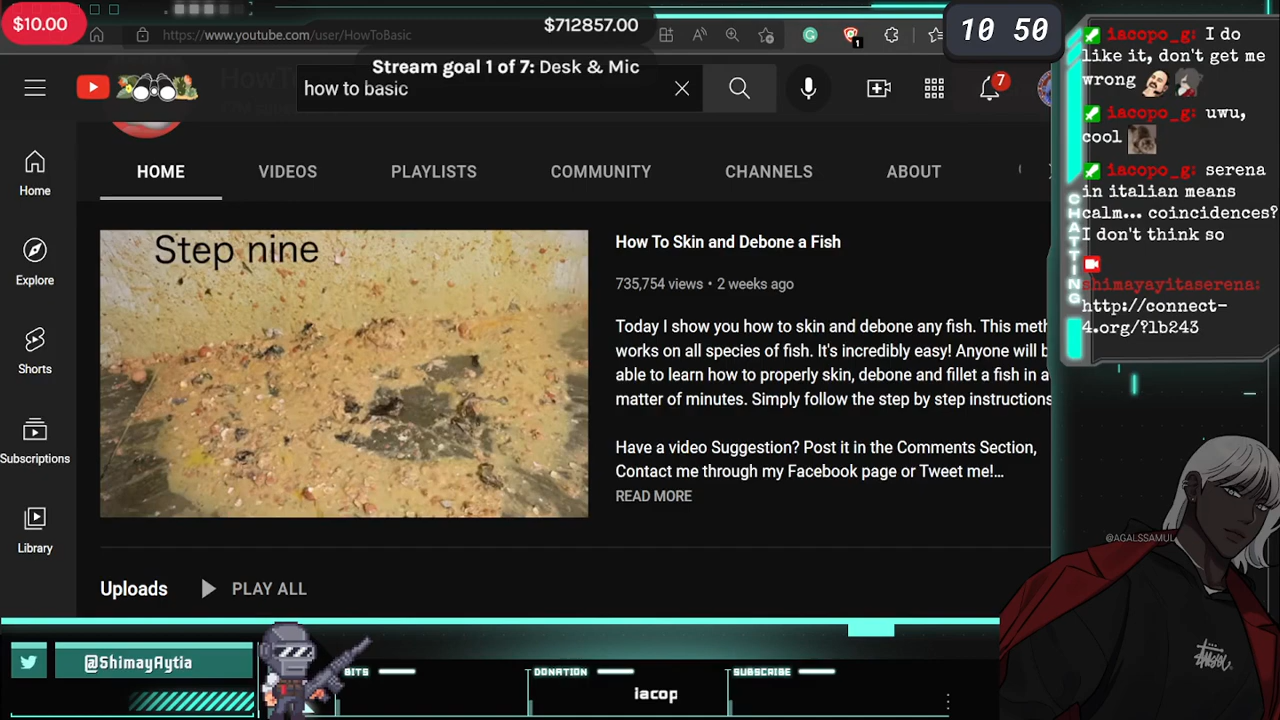 $10.00
https://www.youtube.com/user/HowToBasic
$712857.00
10 50
Stream goal 1 of 7: Desk & Mic
how to basic
7
1
HOME
VIDEOS
PLAYLISTS
COMMUNITY
CHANNELS
ABOUT
Home
Explore
Shorts
Subscriptions
Library
Step nine
How To Skin and Debone a Fish
735,754 views • 2 weeks ago
Today I show you how to skin and debone any fish. This meth
works on all species of fish. It's incredibly easy! Anyone will b
able to learn how to properly skin, debone and fillet a fish in a
matter of minutes. Simply follow the step by step instructions
Have a video Suggestion? Post it in the Comments Section,
Contact me through my Facebook page or Tweet me!...
READ MORE
Uploads
PLAY ALL
iacopo_g: I do
like it, don't get me
wrong
iacopo_g: uwu,
cool
iacopo_g: serena
in italian means
calm... coincidences?
I don't think so
shimayayitaserena:
http://connect-
4.org/?1b243
CHATTING
@AGALSSAMUL
@ShimayAytia
BITS
DONATION
iacop
SUBSCRIBE